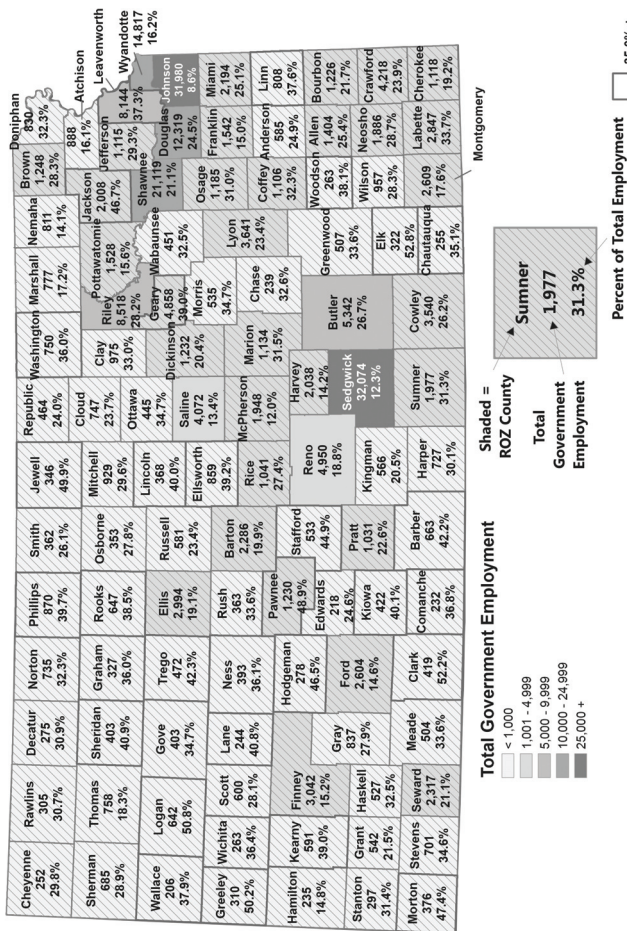 Cheyenne
252
29.8%
Rawlins
305
30.7%
Decatur
275
30.9%
Norton
735
32.3%
Phillips
870
39.7%
Smith
362
26.1%
Jewell
346
49.9%
Republic
464
24.0%
Washington
750
36.0%
Marshall
777
17.2%
Nemaha
811
14.1%
Brown
1,248
28.3%
Doniphan
830
32.3%
Sherman
685
28.9%
Thomas
758
18.3%
Sheridan
403
40.9%
Graham
327
36.0%
Rooks
647
38.5%
Osborne
353
27.8%
Mitchell
929
29.6%
Cloud
747
23.7%
Clay
975
33.0%
Riley
8,518
28.2%
Pottawatomie
1,528
15.6%
Jackson
2,008
46.7%
Atchison
888
16.1%
Jefferson
1,115
29.3%
Leavenworth
8,144
37.3%
Wyandotte
14,817
16.2%
Wallace
206
37.9%
Logan
642
50.8%
Gove
403
34.7%
Trego
472
42.3%
Ellis
2,994
19.1%
Russell
581
23.4%
Lincoln
368
40.0%
Ottawa
445
34.7%
Saline
4,072
13.4%
Dickinson
1,232
20.4%
Geary
4,858
39.0%
Wabaunsee
451
32.5%
Shawnee
21,119
21.1%
Douglas
12,319
24.5%
Johnson
31,980
8.6%
Greeley
310
50.2%
Wichita
263
36.4%
Scott
600
28.1%
Lane
244
40.8%
Ness
393
36.1%
Rush
363
33.6%
Barton
2,286
19.9%
Ellsworth
859
39.2%
Rice
1,041
27.4%
McPherson
1,948
12.0%
Marion
1,134
31.5%
Morris
535
34.7%
Chase
239
32.6%
Lyon
3,641
23.4%
Osage
1,185
31.0%
Franklin
1,542
15.0%
Miami
2,194
25.1%
Hamilton
235
14.8%
Kearny
591
39.0%
Finney
3,042
15.2%
Hodgeman
278
46.5%
Pawnee
1,230
48.9%
Edwards
218
24.6%
Stafford
533
44.9%
Reno
4,950
18.8%
Harvey
2,038
14.2%
Butler
5,342
26.7%
Greenwood
507
33.6%
Coffey
1,106
32.3%
Anderson
585
24.9%
Linn
808
37.6%
Stanton
297
31.4%
Grant
542
21.5%
Haskell
527
32.5%
Gray
837
27.9%
Ford
2,604
14.6%
Kiowa
422
40.1%
Pratt
1,031
22.6%
Kingman
566
20.5%
Sedgwick
32,074
12.3%
Elk
322
52.8%
Woodson
263
38.1%
Allen
1,404
25.4%
Bourbon
1,226
21.7%
Wilson
957
28.3%
Neosho
1,886
28.7%
Crawford
4,218
23.9%
Morton
376
47.4%
Stevens
701
34.6%
Seward
2,317
21.1%
Meade
504
33.6%
Clark
419
52.2%
Comanche
232
36.8%
Barber
663
42.2%
Harper
727
30.1%
Sumner
1,977
31.3%
Cowley
3,540
26.2%
Chautauqua
255
35.1%
Montgomery
2,609
17.6%
Labette
2,847
33.7%
Cherokee
1,118
19.2%
Total Government Employment
< 1,000
1,001 - 4,999
5,000 - 9,999
10,000 - 24,999
25,000 +
Shaded =
ROZ County
Total
Government
Employment
Sumner
1,977
31.3%
Percent of Total Employment